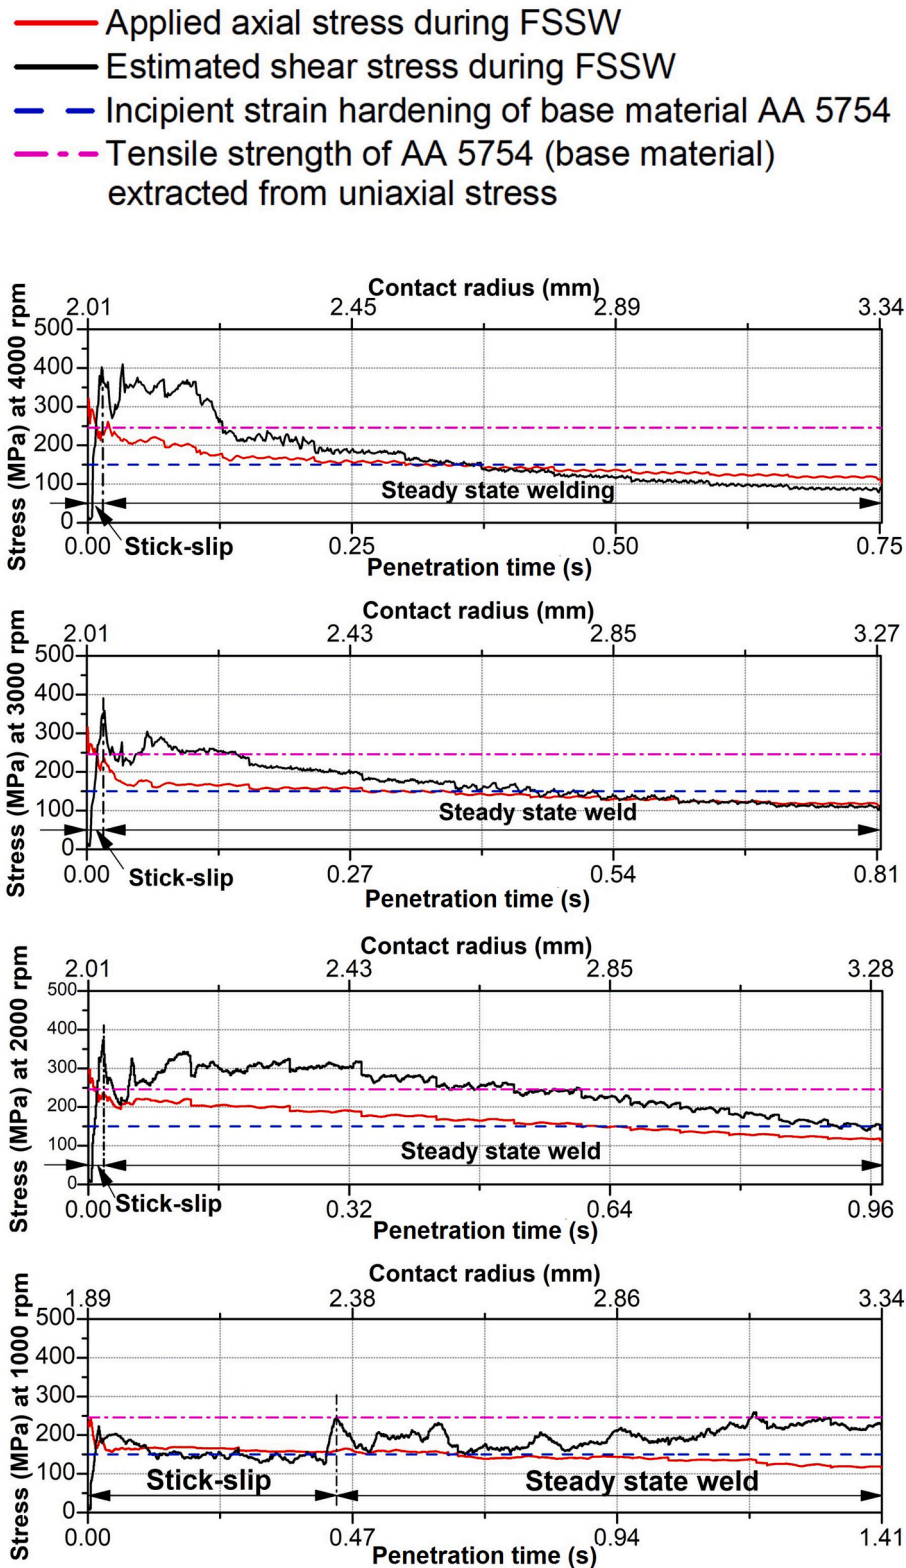 Applied axial stress during FSSW
Estimated shear stress during FSSW
Incipient strain hardening of base material AA 5754
Tensile strength of AA 5754 (base material)
extracted from uniaxial stress
Contact radius (mm)
2.01 2.45 2.89 3.34
Stress (MPa) at 4000 rpm
500
400
300
200
100
0
Steady state welding
Stick-slip
0.00 0.25 0.50 0.75
Penetration time (s)
Contact radius (mm)
2.01 2.43 2.85 3.27
Stress (MPa) at 3000 rpm
500
400
300
200
100
0
Steady state weld
Stick-slip
0.00 0.27 0.54 0.81
Penetration time (s)
Contact radius (mm)
2.01 2.43 2.85 3.28
Stress (MPa) at 2000 rpm
500
400
300
200
100
0
Steady state weld
Stick-slip
0.00 0.32 0.64 0.96
Penetration time (s)
Contact radius (mm)
1.89 2.38 2.86 3.34
Stress (MPa) at 1000 rpm
500
400
300
200
100
0
Stick-slip Steady state weld
0.00 0.47 0.94 1.41
Penetration time (s)